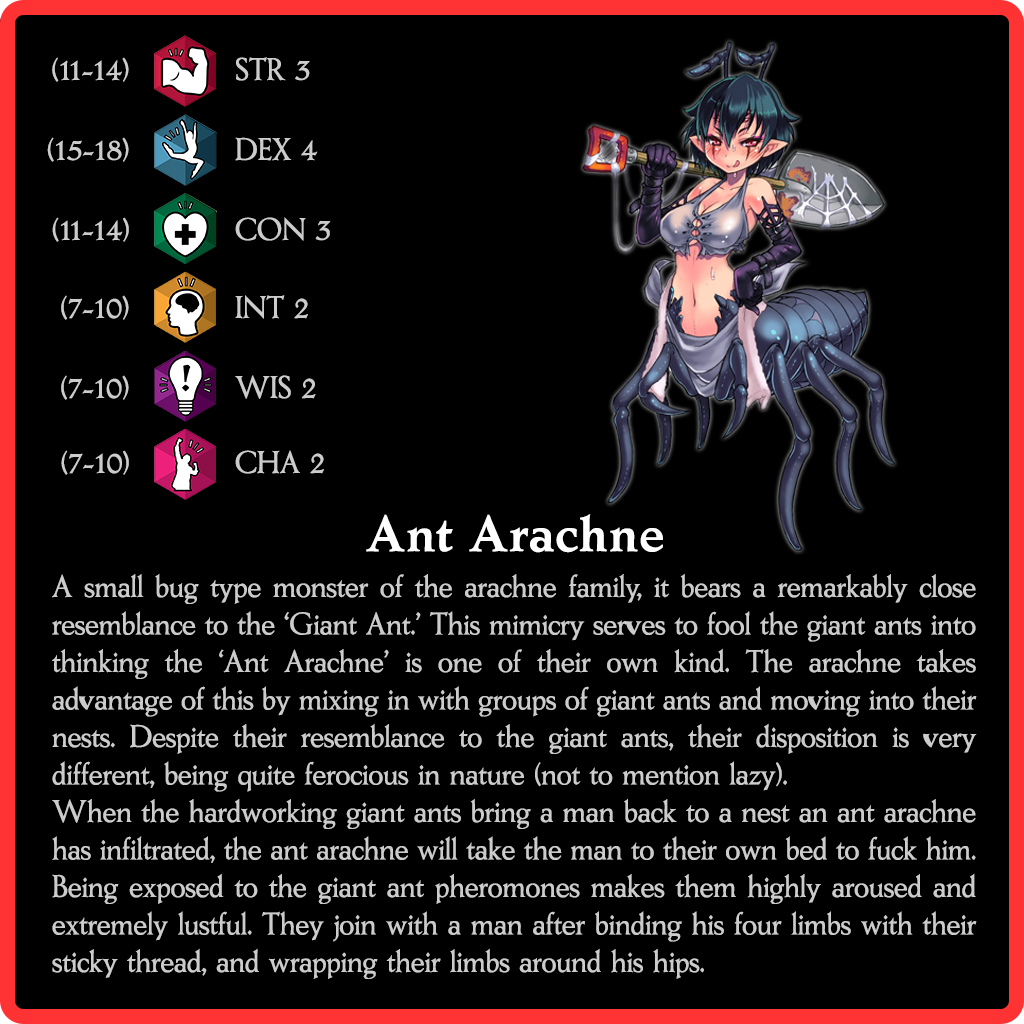 (11-14) STR 3
(15-18) DEX 4
(11-14) CON 3
(7-10) INT 2
(7-10) WIS 2
(7-10) CHA 2
Ant Arachne
A small bug type monster of the arachne family, it bears a remarkably close
resemblance to the ‘Giant Ant.’ This mimicry serves to fool the giant ants into
thinking the ‘Ant Arachne’ is one of their own kind. The arachne takes
advantage of this by mixing in with groups of giant ants and moving into their
nests. Despite their resemblance to the giant ants, their disposition is very
different, being quite ferocious in nature (not to mention lazy).
When the hardworking giant ants bring a man back to a nest an ant arachne
has infiltrated, the ant arachne will take the man to their own bed to fuck him.
Being exposed to the giant ant pheromones makes them highly aroused and
extremely lustful. They join with a man after binding his four limbs with their
sticky thread, and wrapping their limbs around his hips.